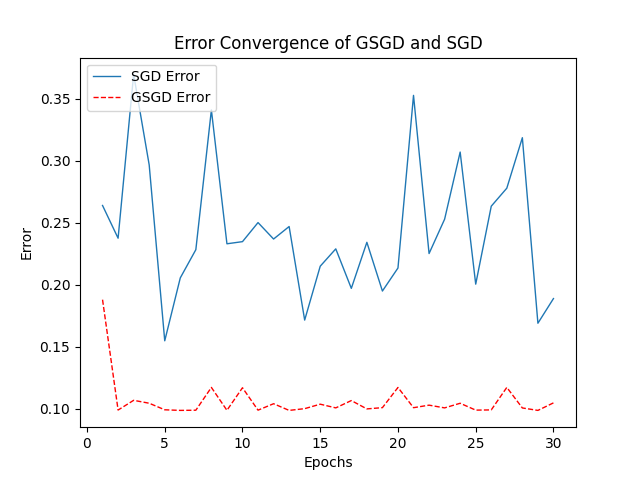 Error Convergence of GSGD and SGD
SGD Error
GSGD Error
0.35
0.30
0.25
0.20
0.15
0.10
Error
0 5 10 15 20 25 30
Epochs